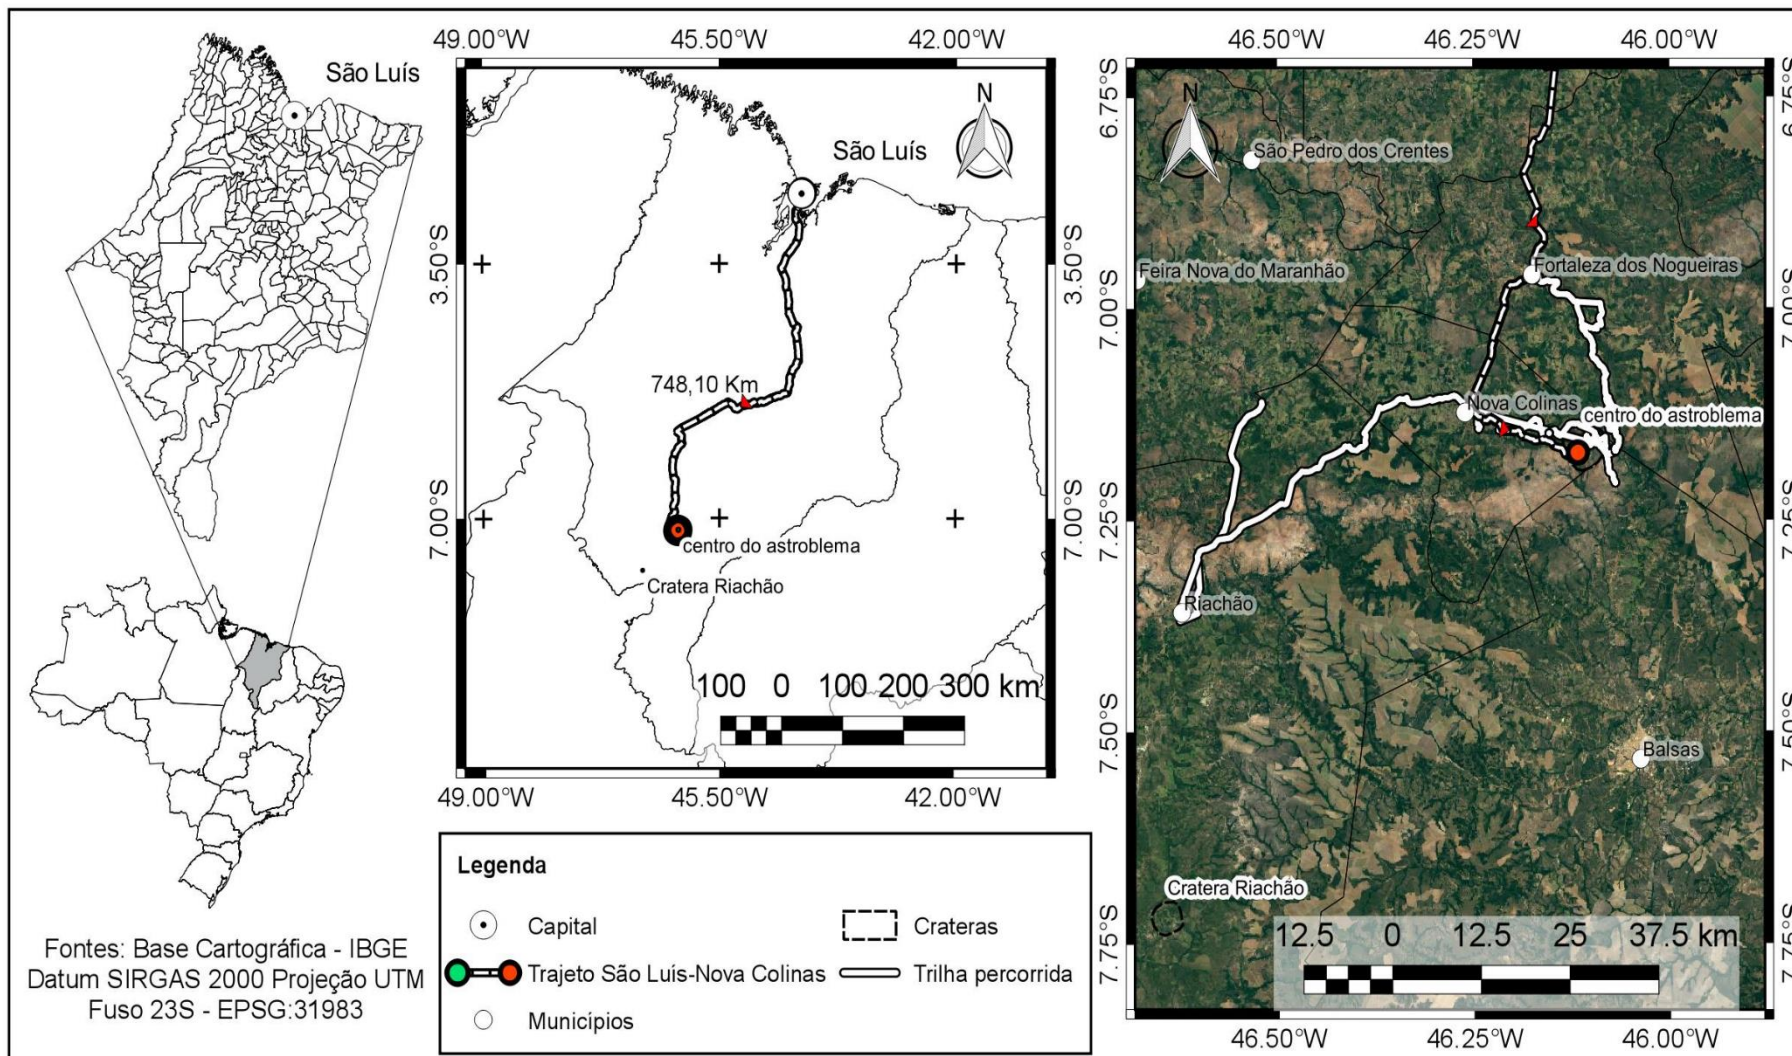 São Luís
Fontes: Base Cartográfica - IBGE
Datum SIRGAS 2000 Projeção UTM
Fuso 23S - EPSG:31983
49.00°W 45.50°W 42.00°W
N
São Luís
3.50°S
3.50°S
748,10 Km
7.00°S
7.00°S
centro do astroblema
Cratera Riachão
100 0 100 200 300 km
49.00°W 45.50°W 42.00°W
Legenda
Capital
Crateras
Trajeto São Luís-Nova Colinas
Trilha percorrida
Municípios
46.50°W 46.25°W 46.00°W
6.75°S
6.75°S
N
São Pedro dos Crentes
Feira Nova do Maranhão
Fortaleza dos Nogueiras
7.00°S
7.00°S
Nova Colinas
centro do astroblema
7.25°S
7.25°S
Riachão
7.50°S
7.50°S
Balsas
Cratera Riachão
7.75°S
7.75°S
12.5 0 12.5 25 37.5 km
46.50°W 46.25°W 46.00°W